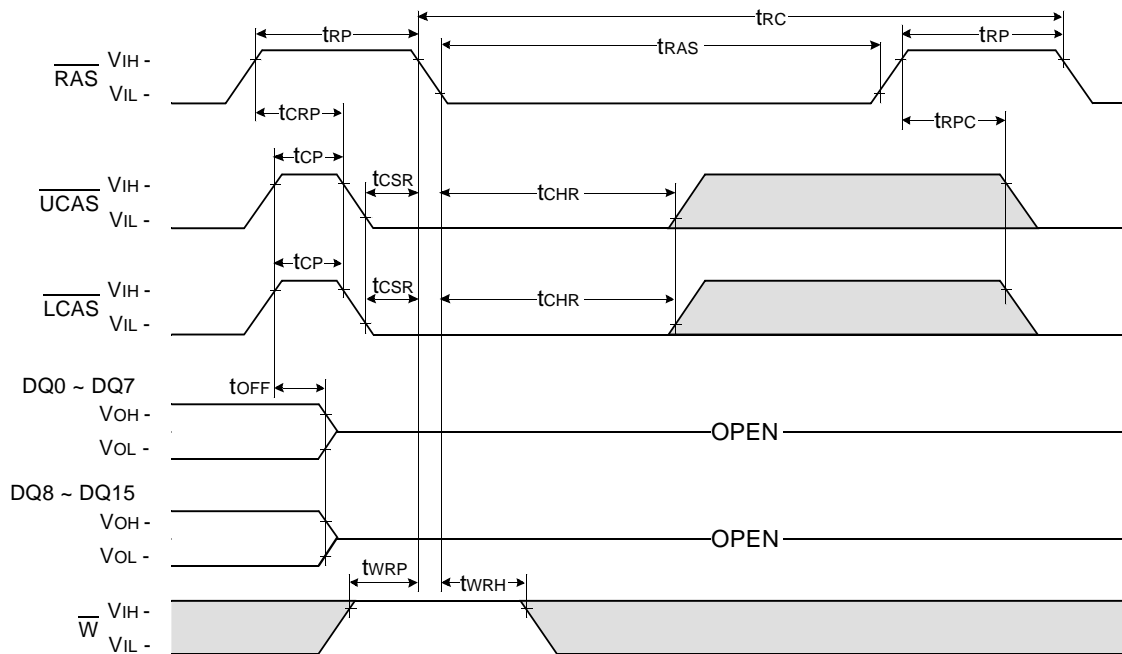 tRC
tRP tRP
tRAS
RAS VIH -
VIL -
tCRP tRPC
tCP
tCSR tCHR
UCAS VIH -
VIL -
tCP
tCSR tCHR
LCAS VIH -
VIL -
DQ0 ~ DQ7 tOFF
VOH -
VOL -
OPEN
DQ8 ~ DQ15
VOH -
VOL -
OPEN
tWRP tWRH
W VIH -
VIL -